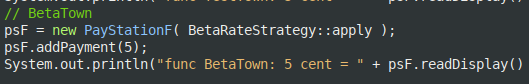 // BetaTown
psF = new PayStationF( BetaRateStrategy::apply );
psF.addPayment(5);
System.out.println("func BetaTown: 5 cent = " + psF.readDisplay()